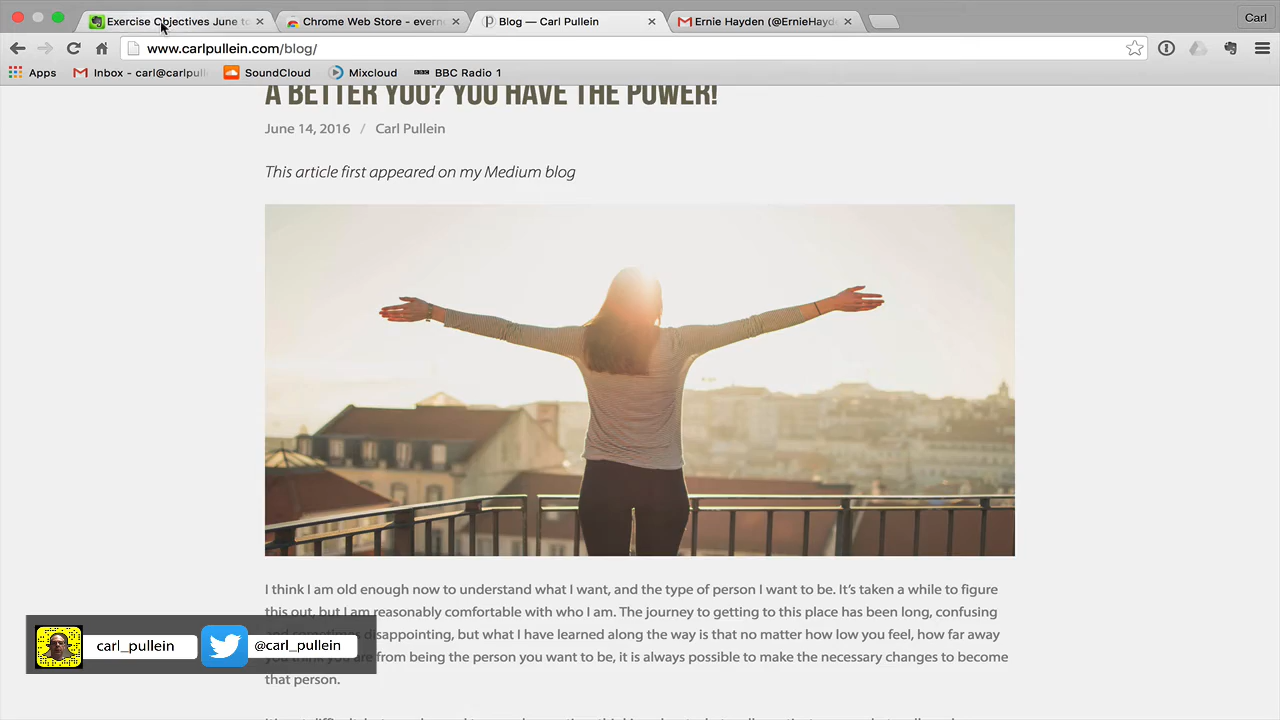 Exercise Objectives June to
Chrome Web Store - evern
Blog — Carl Pullein
Ernie Hayden (@ErnieHayd
Carl
www.carlpullein.com/blog/
Apps
Inbox - carl@carlpull
SoundCloud
Mixcloud
BBC Radio 1
A BETTER YOU? YOU HAVE THE POWER!
June 14, 2016 / Carl Pullein
This article first appeared on my Medium blog
I think I am old enough now to understand what I want, and the type of person I want to be. It's taken a while to figure
this out, but I am reasonably comfortable with who I am. The journey to getting to this place has been long, confusing
and sometimes disappointing, but what I have learned along the way is that no matter how low you feel, how far away
you think you are from being the person you want to be, it is always possible to make the necessary changes to become
that person.
carl_pullein
@carl_pullein